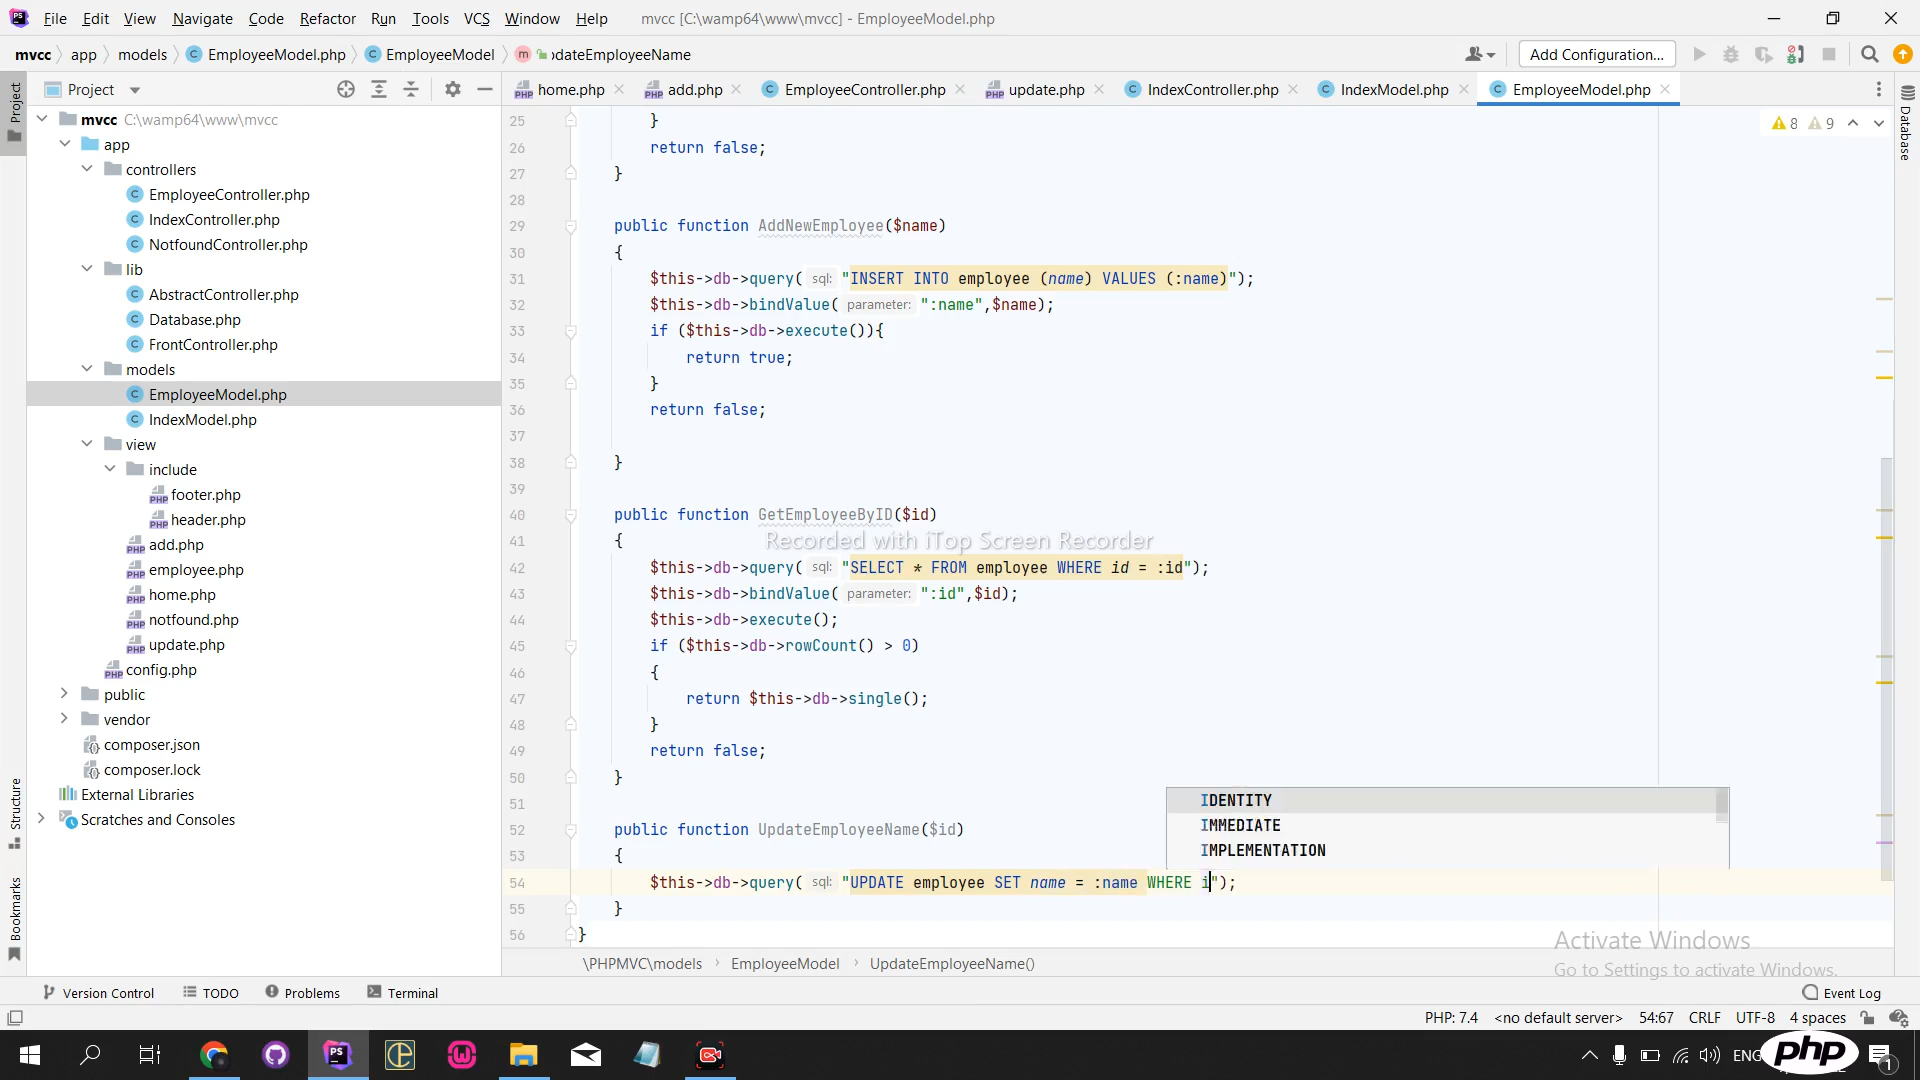 File Edit View Navigate Code Refactor Run Tools VCS Window Help mvcc [C:\wamp64\www\mvcc] - EmployeeModel.php
mvcc app models EmployeeModel.php EmployeeModel m pdateEmployeeName Add Configuration...
Project
home.php add.php EmployeeController.php update.php IndexController.php IndexModel.php EmployeeModel.php
Project
Structure
Bookmarks
Database
mvcc C:\wamp64\www\mvcc
app
controllers
EmployeeController.php
IndexController.php
NotfoundController.php
lib
AbstractController.php
Database.php
FrontController.php
models
EmployeeModel.php
IndexModel.php
view
include
footer.php
header.php
add.php
employee.php
home.php
notfound.php
update.php
config.php
public
vendor
composer.json
composer.lock
External Libraries
Scratches and Consoles
8 9
25 }
26 return false;
27 }
28
29 public function AddNewEmployee($name)
30 {
31 $this->db->query( sql: "INSERT INTO employee (name) VALUES (:name)");
32 $this->db->bindValue( parameter: ":name",$name);
33 if ($this->db->execute()){
34 return true;
35 }
36 return false;
37
38 }
39
40 public function GetEmployeeByID($id)
41 {
Recorded with iTop Screen Recorder
42 $this->db->query( sql: "SELECT * FROM employee WHERE id = :id");
43 $this->db->bindValue( parameter: ":id",$id);
44 $this->db->execute();
45 if ($this->db->rowCount() > 0)
46 {
47 return $this->db->single();
48 }
49 return false;
50 }
51
52 public function UpdateEmployeeName($id)
53 {
54 $this->db->query( sql: "UPDATE employee SET name = :name WHERE i");
55 }
56 }
IDENTITY
IMMEDIATE
IMPLEMENTATION
Activate Windows
Go to Settings to activate Windows.
\PHPMVC\models EmployeeModel UpdateEmployeeName()
Version Control TODO Problems Terminal Event Log
PHP: 7.4 <no default server> 54:67 CRLF UTF-8 4 spaces
PS ENG php 1